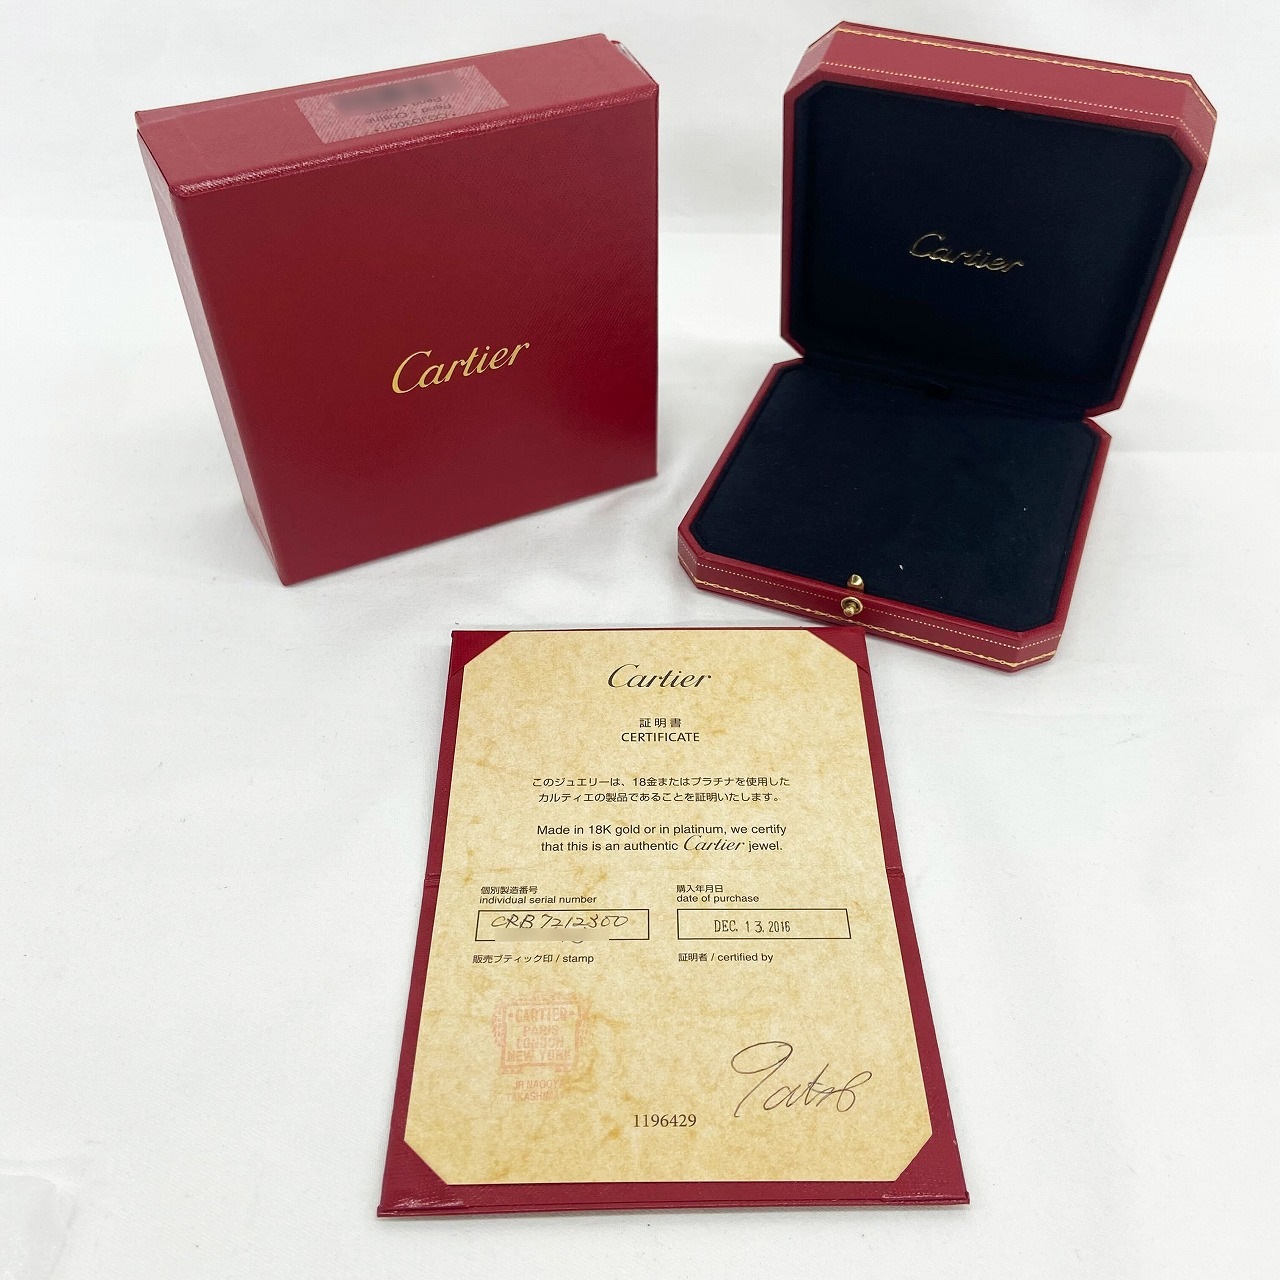 Cartier
Cartier
Cartier
証明書
CERTIFICATE
このジュエリーは、18金またはプラチナを使用した
カルティエの製品であることを証明いたします。
Made in 18K gold or in platinum, we certify
that this is an authentic Cartier jewel.
個別製造番号
individual serial number
CRB7212300
購入年月日
date of purchase
DEC. 13. 2016
販売ブティック印 / stamp
証明者 / certified by
CARTIER
PARIS
LONDON
NEW YORK
JR NAGOYA
TAKASHIMAYA
1196429